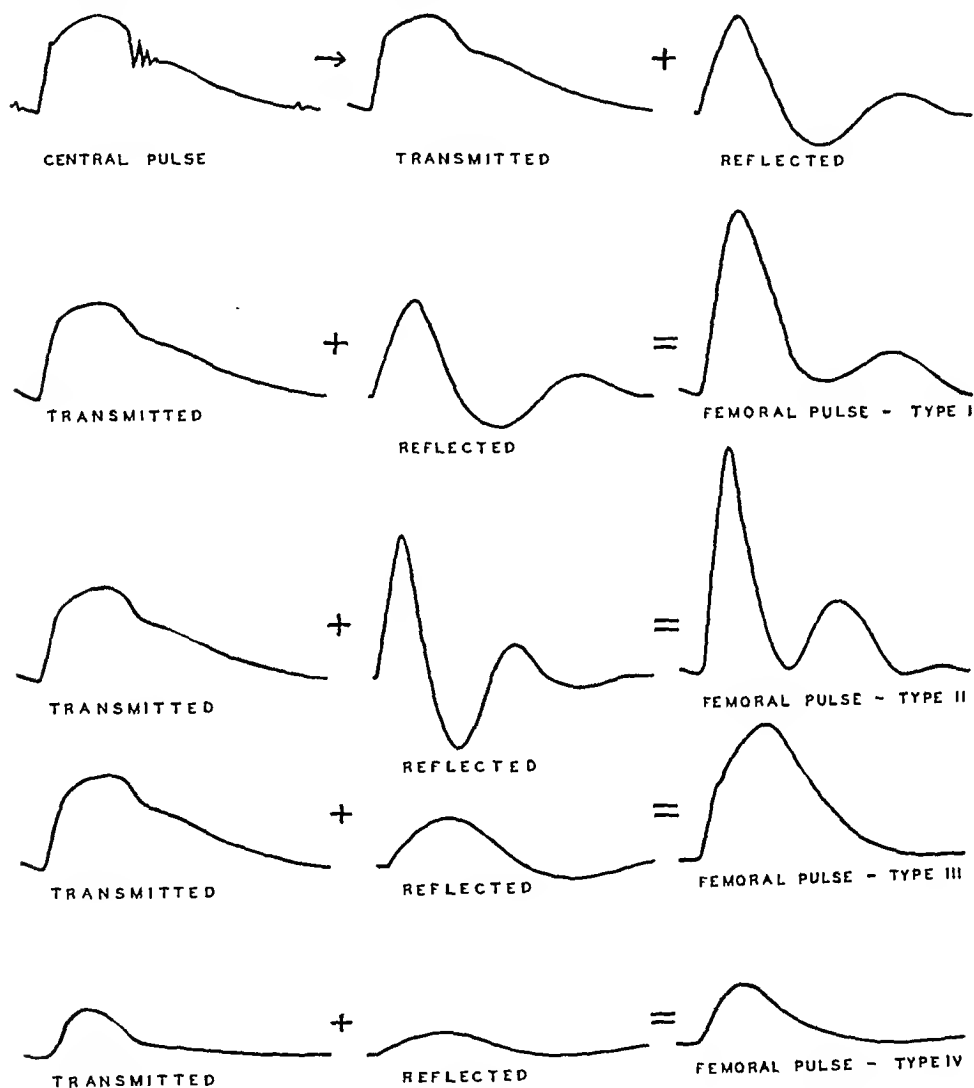 → +
CENTRAL PULSE TRANSMITTED REFLECTED
+ =
TRANSMITTED REFLECTED FEMORAL PULSE - TYPE I
+ =
TRANSMITTED REFLECTED FEMORAL PULSE ~ TYPE II
+ =
TRANSMITTED REFLECTED FEMORAL PULSE - TYPE III
+ =
TRANSMITTED REFLECTED FEMORAL PULSE - TYPE IV